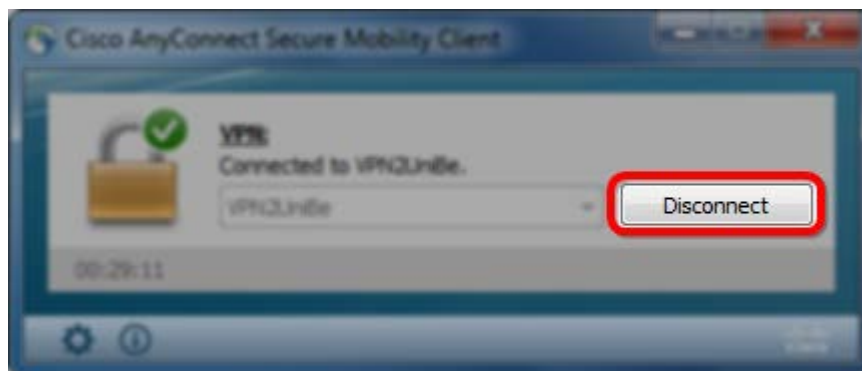 Cisco AnyConnect Secure Mobility Client
VPN:
Connected to VPN2UniBe.
VPN2UniBe
Disconnect
00:29:11